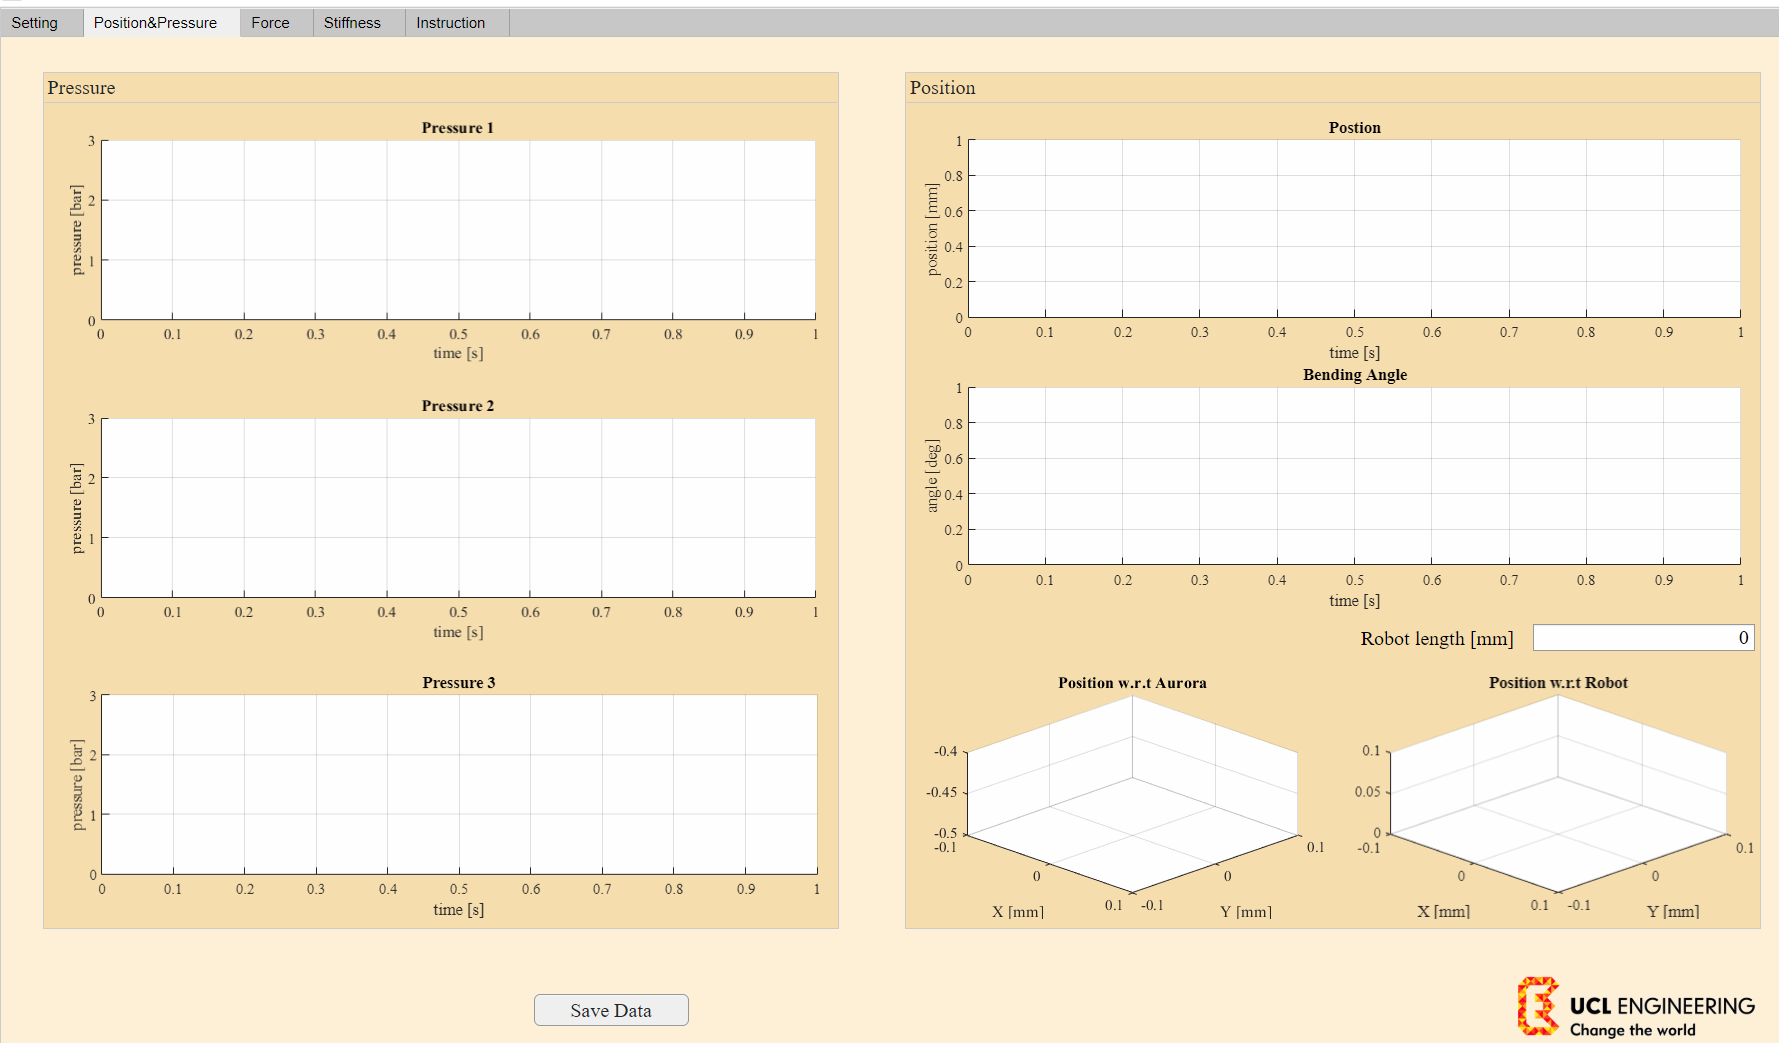 Setting Position&Pressure Force Stiffness Instruction
Pressure
Pressure 1
pressure [bar]
3
2
1
0
0 0.1 0.2 0.3 0.4 0.5 0.6 0.7 0.8 0.9 1
time [s]
Pressure 2
pressure [bar]
3
2
1
0
0 0.1 0.2 0.3 0.4 0.5 0.6 0.7 0.8 0.9 1
time [s]
Pressure 3
pressure [bar]
3
2
1
0
0 0.1 0.2 0.3 0.4 0.5 0.6 0.7 0.8 0.9 1
time [s]
Position
Postion
position [mm]
1
0.8
0.6
0.4
0.2
0
0 0.1 0.2 0.3 0.4 0.5 0.6 0.7 0.8 0.9 1
time [s]
Bending Angle
angle [deg]
1
0.8
0.6
0.4
0.2
0
0 0.1 0.2 0.3 0.4 0.5 0.6 0.7 0.8 0.9 1
time [s]
Robot length [mm] 0
Position w.r.t Aurora
-0.4
-0.45
-0.5
-0.1 0.1
0 0
0.1 -0.1
X [mm] Y [mm]
Position w.r.t Robot
0.1
0.05
0
-0.1 0.1
0 0
0.1 -0.1
X [mm] Y [mm]
Save Data
UCL ENGINEERING
Change the world